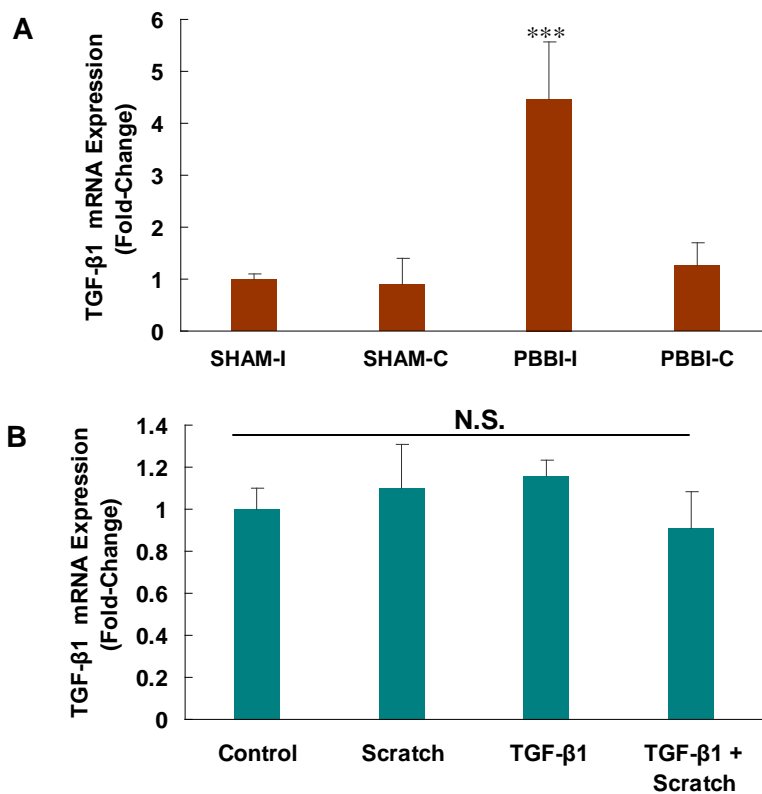 A
TGF-β1 mRNA Expression
(Fold-Change)
6
5
4
3
2
1
0
***
SHAM-I SHAM-C PBBI-I PBBI-C
B
TGF-β1 mRNA Expression
(Fold-Change)
1.4
1.2
1
0.8
0.6
0.4
0.2
0
N.S.
Control Scratch TGF-β1 TGF-β1 +
Scratch